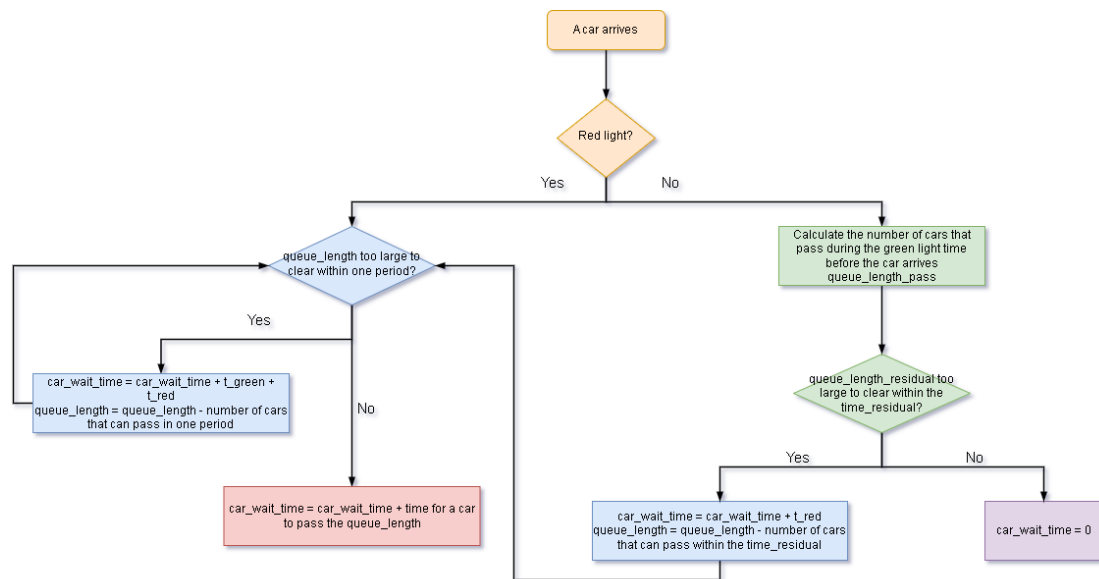 A car arrives
Red light?
Yes
No
queue_length too large to
clear within one period?
Calculate the number of cars that
pass during the green light time
before the car arrives
queue_length_pass
Yes
car_wait_time = car_wait_time + t_green +
t_red
queue_length = queue_length - number of cars
that can pass in one period
No
car_wait_time = car_wait_time + time for a car
to pass the queue_length
queue_length_residual too
large to clear within the
time_residual?
Yes
No
car_wait_time = car_wait_time + t_red
queue_length = queue_length - number of cars
that can pass within the time_residual
car_wait_time = 0